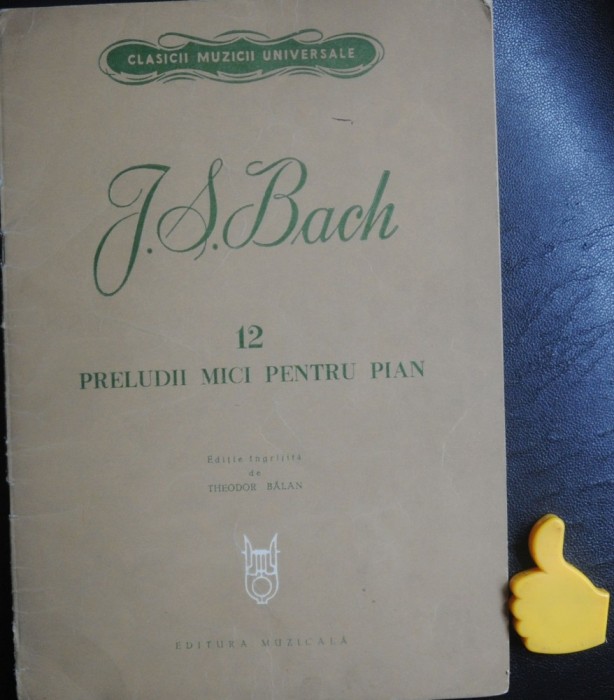 CLASICII MUZICII UNIVERSALE
J. S. Bach
12
PRELUDII MICI PENTRU PIAN
Ediție îngrijită
de
THEODOR BĂLAN
EDITURA MUZICALĂ